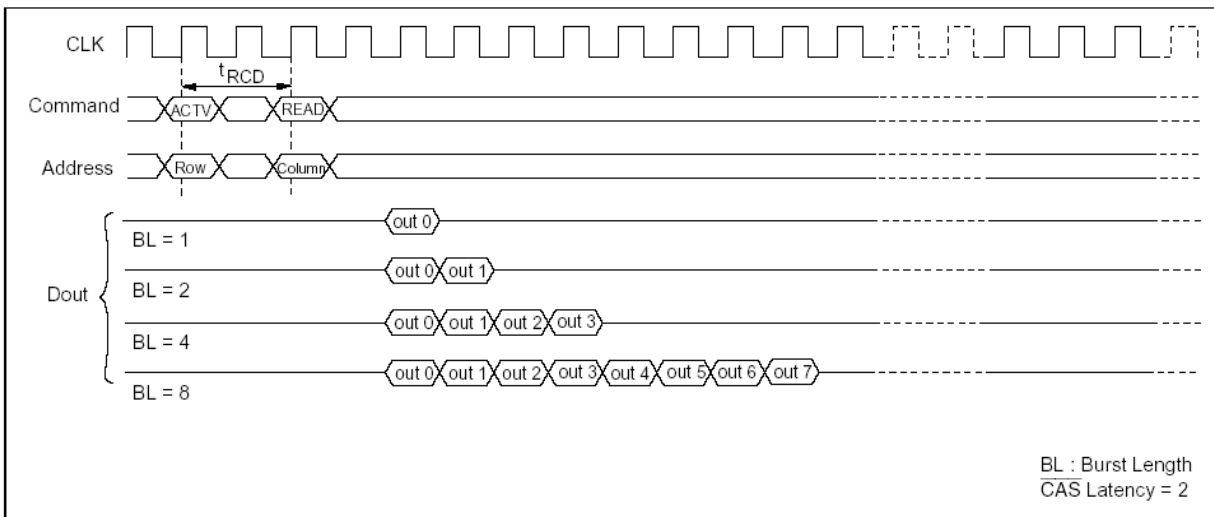 CLK
tRCD
Command ACTV READ
Address Row Column
out 0
BL = 1
out 0 out 1
Dout BL = 2
out 0 out 1 out 2 out 3
BL = 4
out 0 out 1 out 2 out 3 out 4 out 5 out 6 out 7
BL = 8
BL : Burst Length
CAS Latency = 2